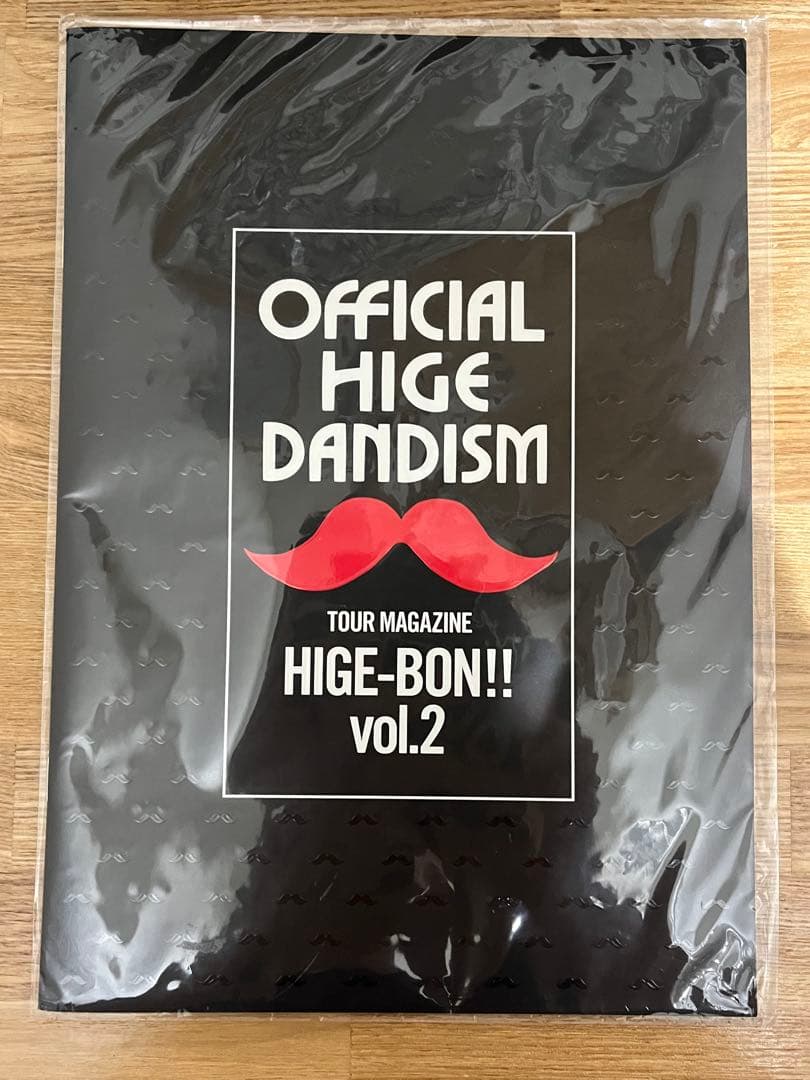 OFFICIAL
HIGE
DANDISM
TOUR MAGAZINE
HIGE-BON!!
vol.2